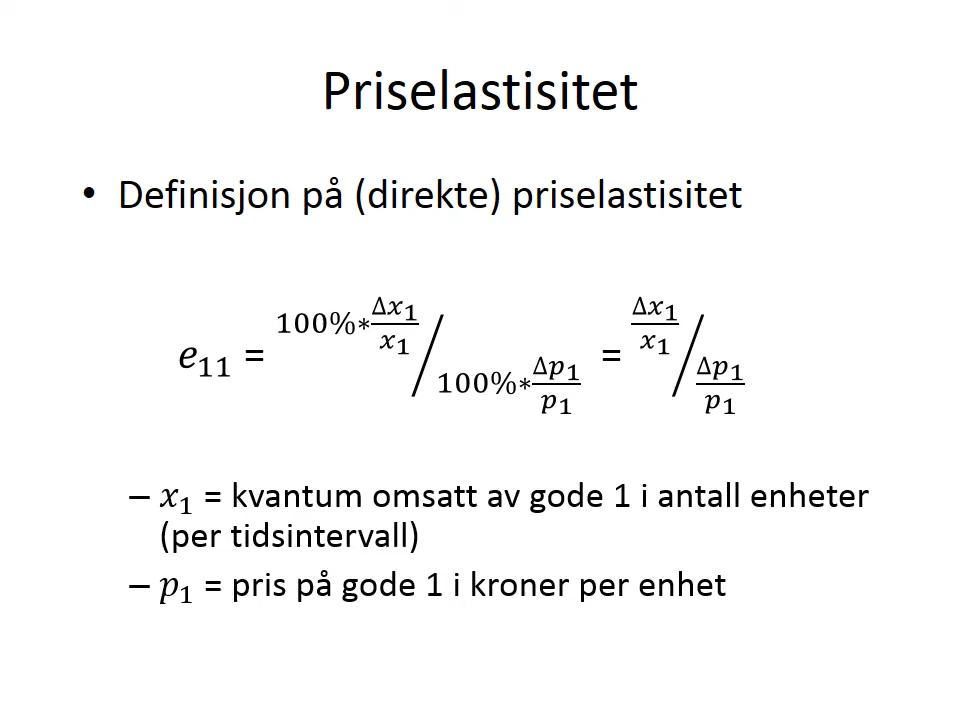 Priselastisitet
• Definisjon på (direkte) priselastisitet
e₁₁ = 100%*Δx₁/x₁ / 100%*Δp₁/p₁ = Δx₁/x₁ / Δp₁/p₁
– x₁ = kvantum omsatt av gode 1 i antall enheter
(per tidsintervall)
– p₁ = pris på gode 1 i kroner per enhet